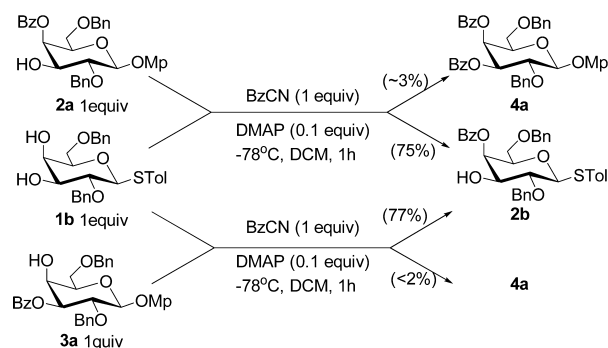 BzO OBn
O
HO OMp
BnO
2a 1equiv
HO OBn
O
HO STol
BnO
1b 1equiv
HO OBn
O
BzO OMp
BnO
3a 1quiv
BzCN (1 equiv)
DMAP (0.1 equiv)
-78°C, DCM, 1h
(~3%)
(75%)
BzCN (1 equiv)
DMAP (0.1 equiv)
-78°C, DCM, 1h
(77%)
(<2%)
BzO OBn
O
BzO OMp
BnO
4a
BzO OBn
O
HO STol
BnO
2b
4a